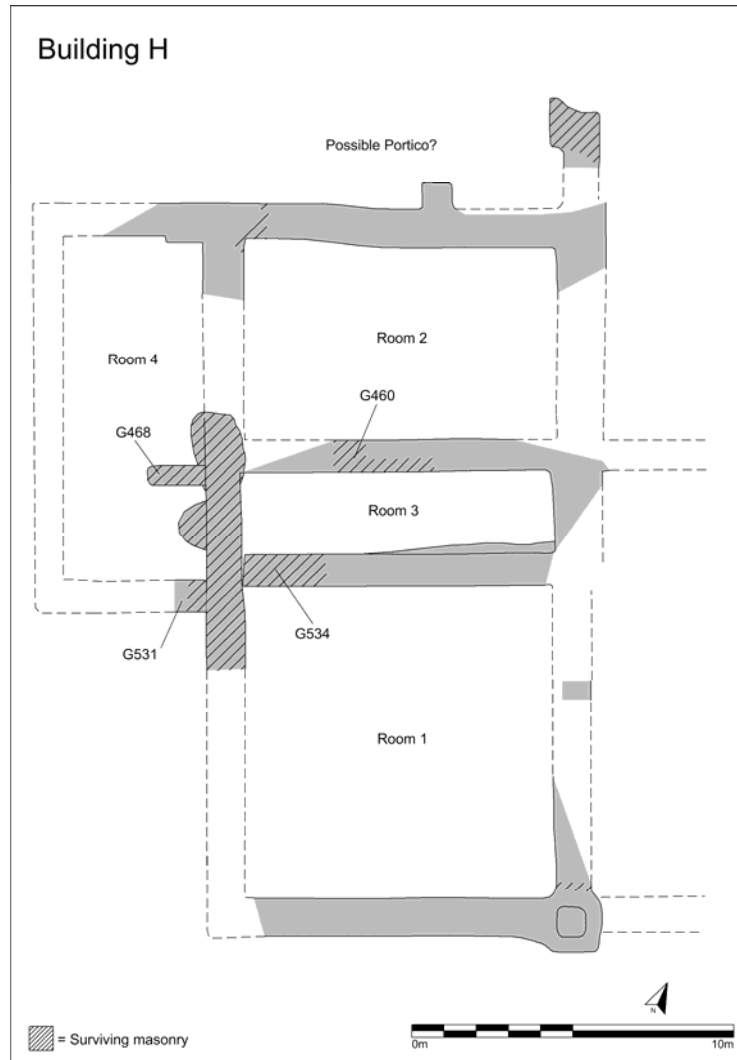 Building H
Possible Portico?
Room 2
Room 4
G460
G468
Room 3
G534
G531
Room 1
N
= Surviving masonry
0m
10m